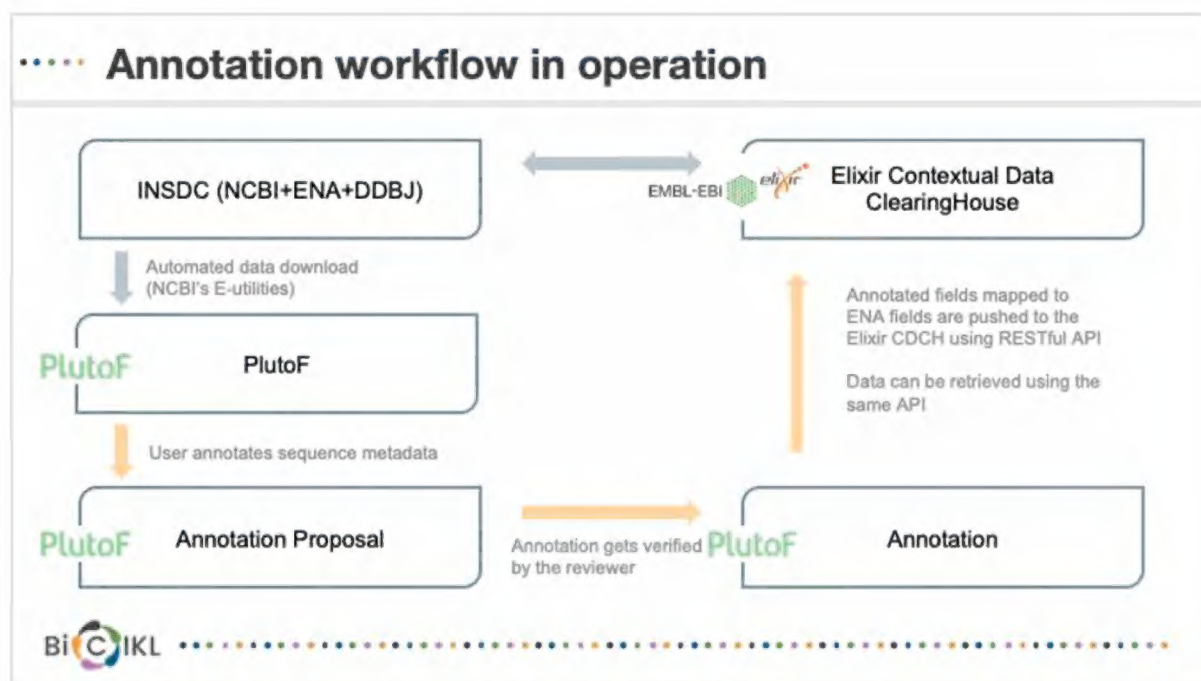 Annotation workflow in operation
INSDC (NCBI+ENA+DDBJ)
EMBL-EBI
elixir
Elixir Contextual Data
ClearingHouse
Automated data download
(NCBI's E-utilities)
Annotated fields mapped to
ENA fields are pushed to the
Elixir CDCH using RESTful API
Data can be retrieved using the
same API
PlutoF
PlutoF
User annotates sequence metadata
PlutoF
Annotation Proposal
Annotation gets verified
by the reviewer
PlutoF
Annotation
BiCIKL